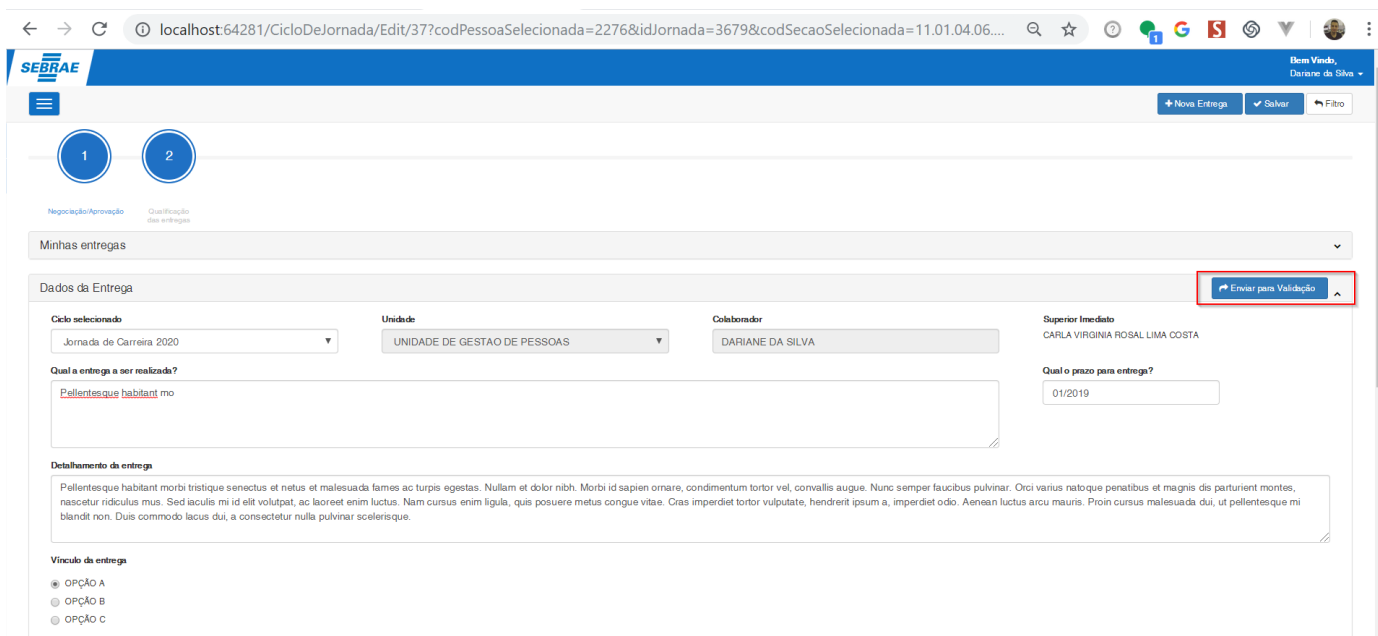 localhost:64281/CicloDeJornada/Edit/37?codPessoaSelecionada=2276&idJornada=3679&codSecaoSelecionada=11.01.04.06....
1
G
S
SEBRAE
Bem Vindo,
Dariane da Silva
Nova Entrega
Salvar
Filtro
1
2
Negociação/Aprovação
Qualificação
das entregas
Minhas entregas
Dados da Entrega
Enviar para Validação
Ciclo selecionado
Unidade
Colaborador
Superior Imediato
Jornada de Carreira 2020
UNIDADE DE GESTAO DE PESSOAS
DARIANE DA SILVA
CARLA VIRGINIA ROSAL LIMA COSTA
Qual a entrega a ser realizada?
Qual o prazo para entrega?
Pellentesque habitant mo
01/2019
Detalhamento da entrega
Pellentesque habitant morbi tristique senectus et netus et malesuada fames ac turpis egestas. Nullam et dolor nibh. Morbi id sapien ornare, condimentum tortor vel, convallis augue. Nunc semper faucibus pulvinar. Orci varius natoque penatibus et magnis dis parturient montes,
nascetur ridiculus mus. Sed iaculis mi id elit volutpat, ac laoreet enim luctus. Nam cursus enim ligula, quis posuere metus congue vitae. Cras imperdiet tortor vulputate, hendrerit ipsum a, imperdiet odio. Aenean luctus arcu mauris. Proin cursus malesuada dui, ut pellentesque mi
blandit non. Duis commodo lacus dui, a consectetur nulla pulvinar scelerisque.
Vínculo da entrega
OPÇÃO A
OPÇÃO B
OPÇÃO C